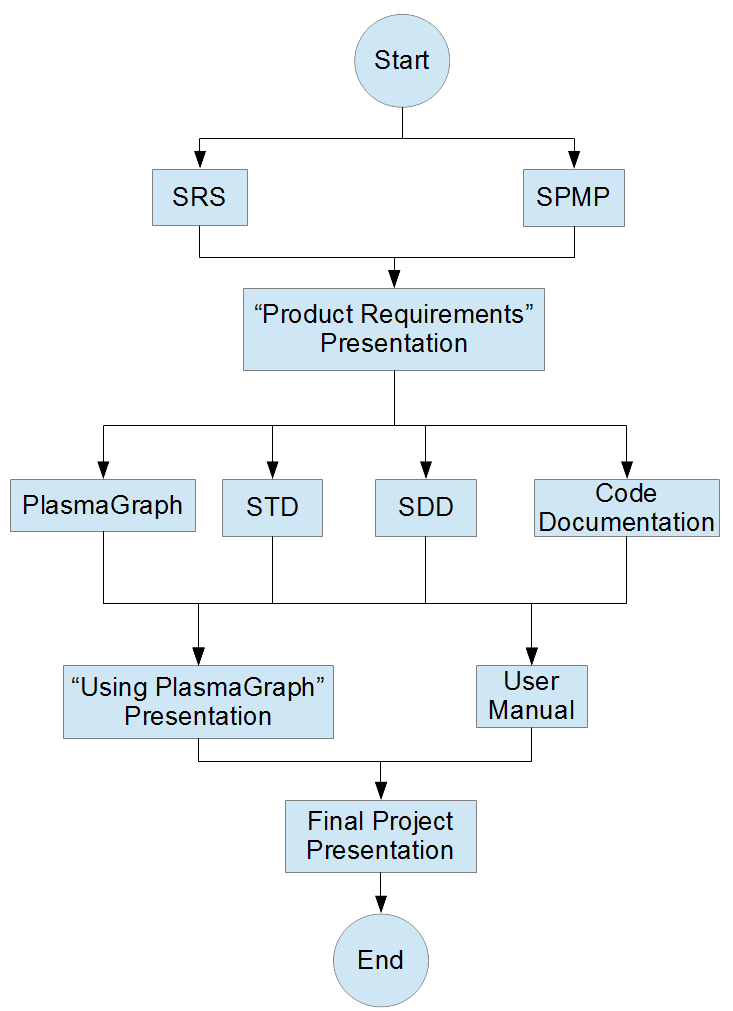 Start
SRS
SPMP
“Product Requirements”
Presentation
PlasmaGraph
STD
SDD
Code
Documentation
“Using PlasmaGraph”
Presentation
User
Manual
Final Project
Presentation
End